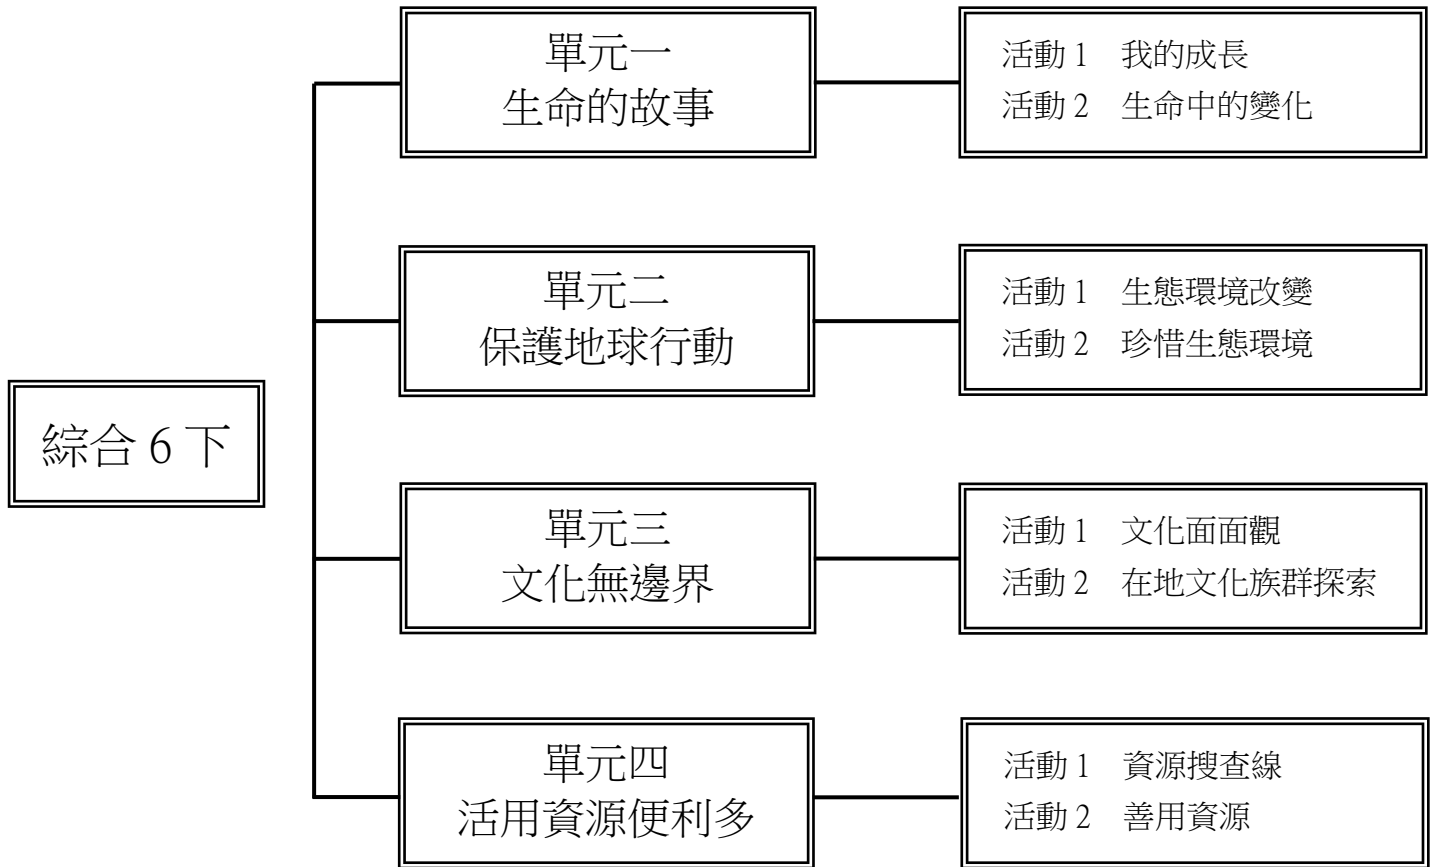 單元一
生命的故事
活動 1　我的成長
活動 2　生命中的變化
單元二
保護地球行動
活動 1　生態環境改變
活動 2　珍惜生態環境
綜合 6 下
單元三
文化無邊界
活動 1　文化面面觀
活動 2　在地文化族群探索
單元四
活用資源便利多
活動 1　資源搜查線
活動 2　善用資源